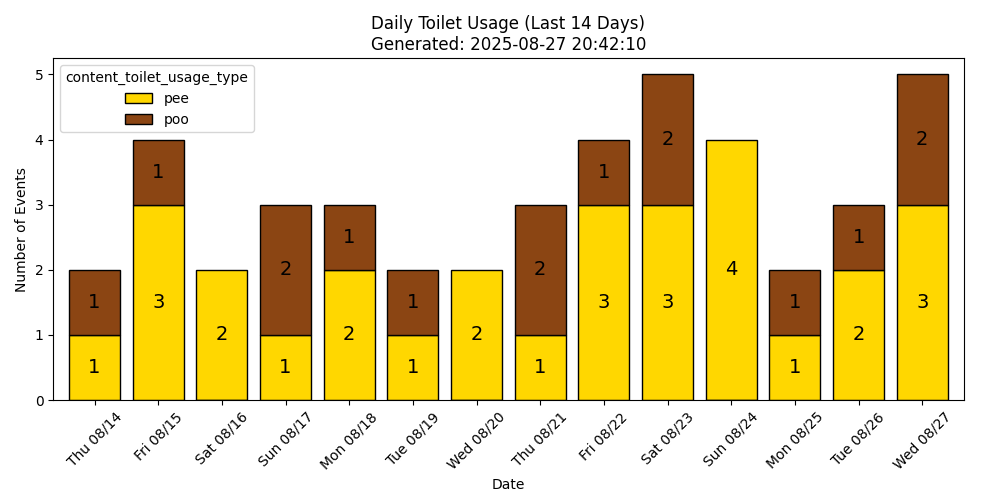 Daily Toilet Usage (Last 14 Days)
Generated: 2025-08-27 20:42:10
content_toilet_usage_type
pee
poo
Number of Events
5
4
3
2
1
0
1 1 2 1 1 2 1 2 1 1 2
1 3 2 1 2 1 2 1 3 3 4 1 2 3
Thu 08/14
Fri 08/15
Sat 08/16
Sun 08/17
Mon 08/18
Tue 08/19
Wed 08/20
Thu 08/21
Fri 08/22
Sat 08/23
Sun 08/24
Mon 08/25
Tue 08/26
Wed 08/27
Date